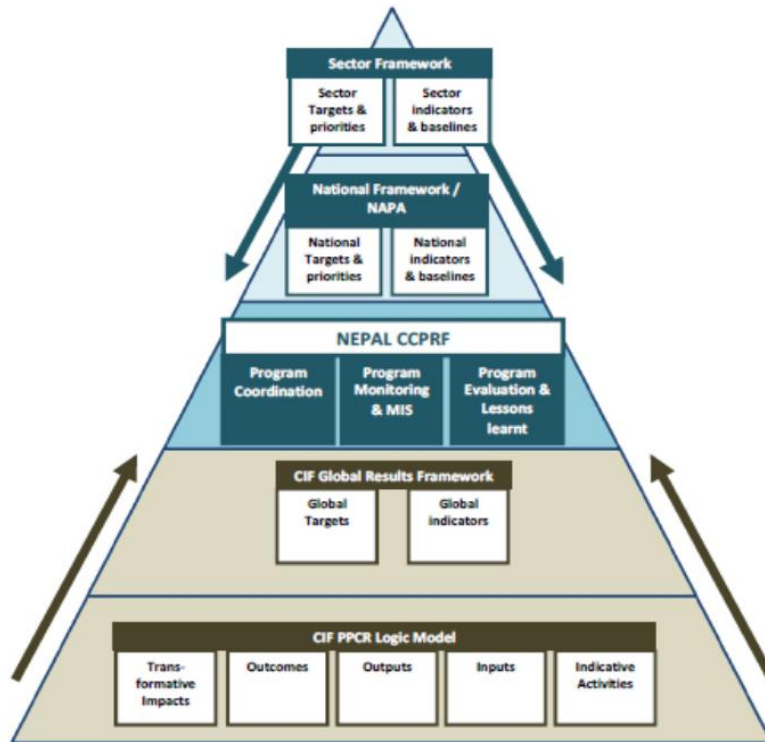 Sector Framework
Sector
Targets &
priorities
Sector
indicators
& baselines
National Framework /
NAPA
National
Targets &
priorities
National
indicators
& baselines
NEPAL CCPRF
Program
Coordination
Program
Monitoring
& MIS
Program
Evaluation &
Lessons
learnt
CIF Global Results Framework
Global
Targets
Global
indicators
CIF PPCR Logic Model
Trans-
formative
Impacts
Outcomes
Outputs
Inputs
Indicative
Activities